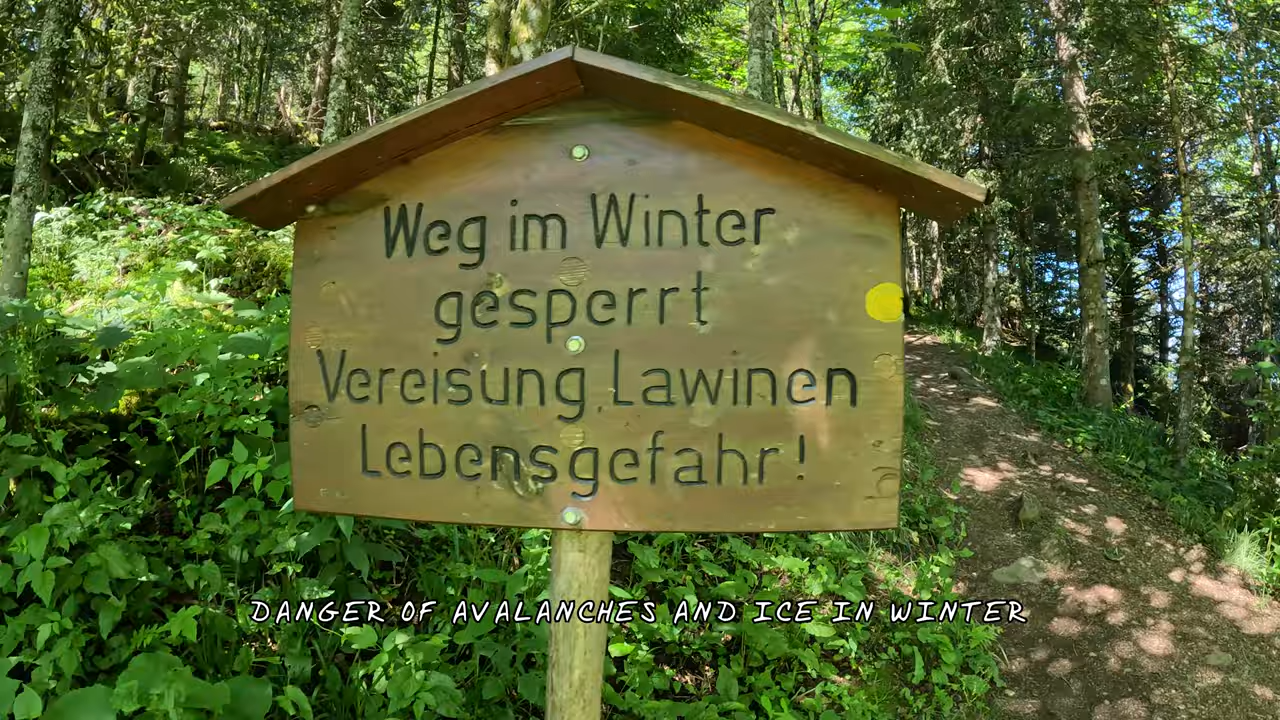 Weg im Winter
gesperrt
Vereisung Lawinen
Lebensgefahr!
DANGER OF AVALANCHES AND ICE IN WINTER